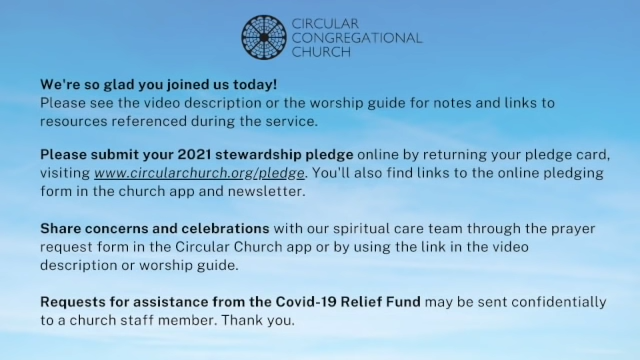 CIRCULAR
CONGREGATIONAL
CHURCH
We're so glad you joined us today!
Please see the video description or the worship guide for notes and links to
resources referenced during the service.
Please submit your 2021 stewardship pledge online by returning your pledge card,
visiting www.circularchurch.org/pledge. You'll also find links to the online pledging
form in the church app and newsletter.
Share concerns and celebrations with our spiritual care team through the prayer
request form in the Circular Church app or by using the link in the video
description or worship guide.
Requests for assistance from the Covid-19 Relief Fund may be sent confidentially
to a church staff member. Thank you.